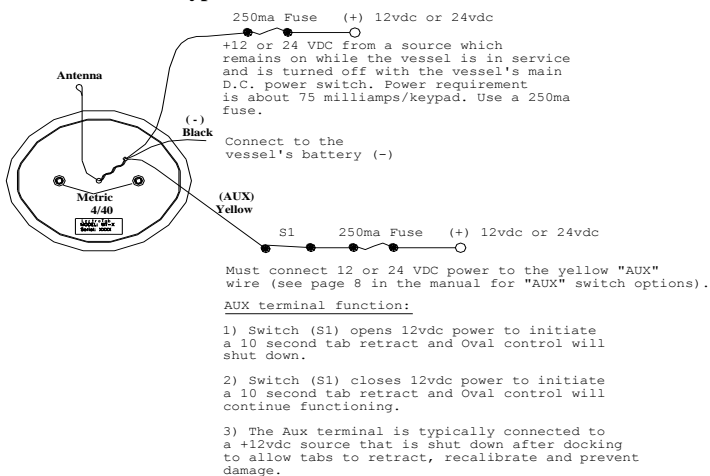 250ma Fuse (+) 12vdc or 24vdc
+12 or 24 VDC from a source which
remains on while the vessel is in service
and is turned off with the vessel's main
D.C. power switch. Power requirement
is about 75 milliamps/keypad. Use a 250ma
fuse.
Antenna
(-)
Black
Connect to the
vessel's battery (-)
Metric
4/40
MODEL:
Serial: XXXX
(AUX)
Yellow
S1 250ma Fuse (+) 12vdc or 24vdc
Must connect 12 or 24 VDC power to the yellow "AUX"
wire (see page 8 in the manual for "AUX" switch options).
AUX terminal function:
1) Switch (S1) opens 12vdc power to initiate
a 10 second tab retract and Oval control will
shut down.
2) Switch (S1) closes 12vdc power to initiate
a 10 second tab retract and Oval control will
continue functioning.
3) The Aux terminal is typically connected to
a +12vdc source that is shut down after docking
to allow tabs to retract, recalibrate and prevent
damage.